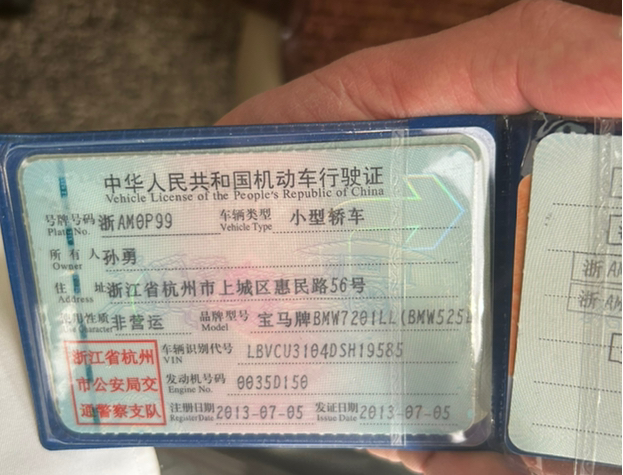 中华人民共和国机动车行驶证
Vehicle License of the People's Republic of China
号牌号码 浙AM0P99 车辆类型 小型轿车
Plate No. Vehicle Type
所有人 孙勇
Owner
住址 浙江省杭州市上城区惠民路56号
Address
使用性质 非营运 品牌型号 宝马牌BMW7201LL(BMW525L
Use Character Model
浙江省杭州
市公安局交
通警察支队
车辆识别代号 LBVCU3104DSH19585
VIN
发动机号码 0035D150
Engine No.
注册日期 2013-07-05 发证日期 2013-07-05
Register Date Issue Date
浙AM
浙AM